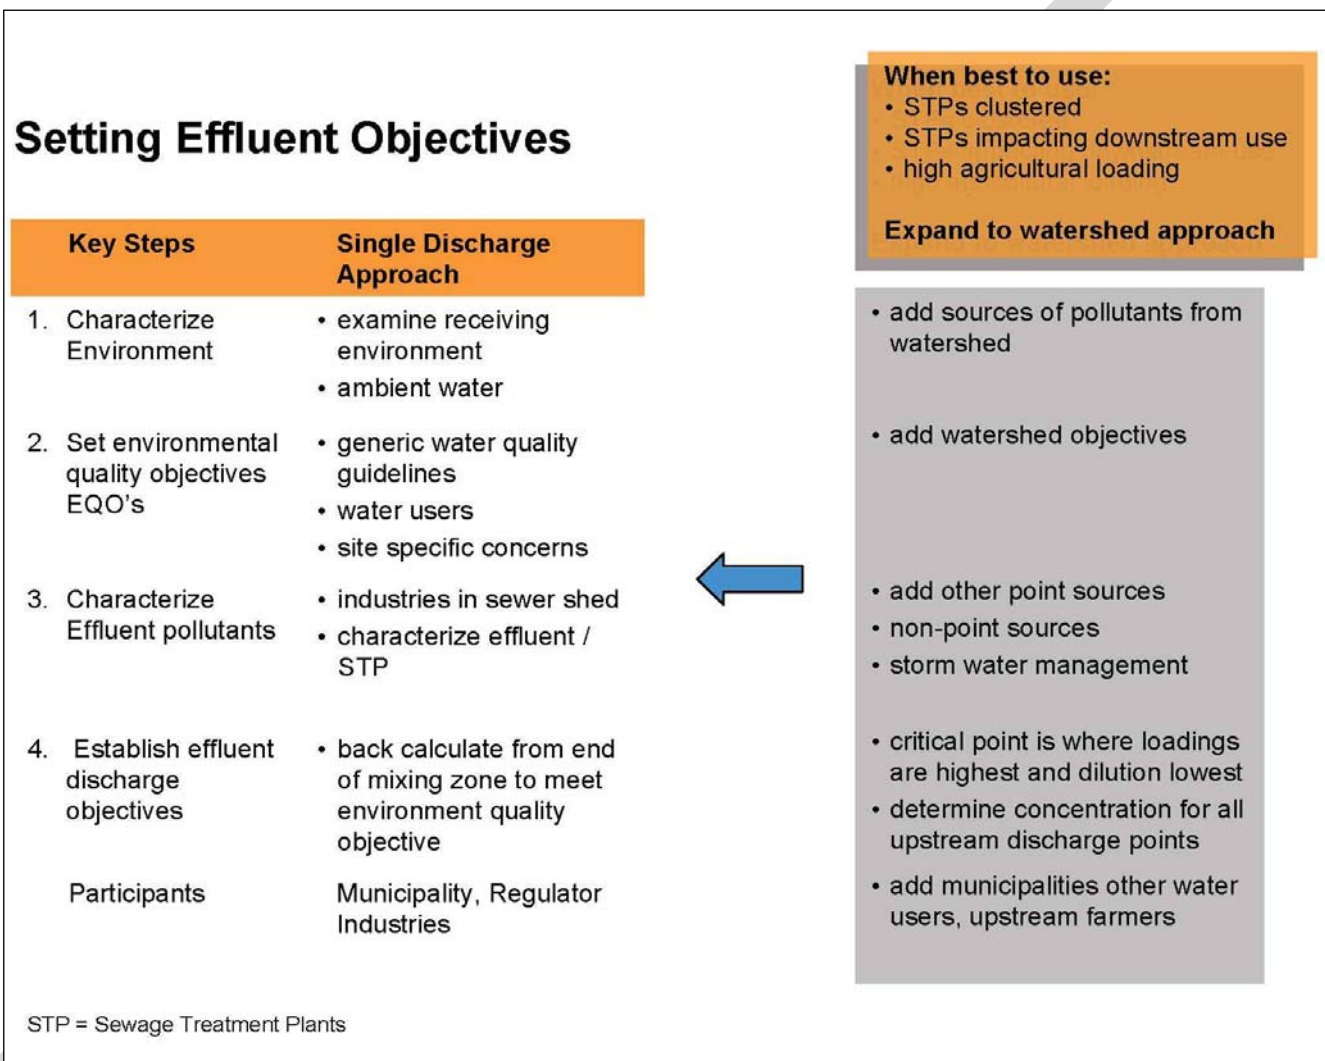 Setting Effluent Objectives
When best to use:
• STPs clustered
• STPs impacting downstream use
• high agricultural loading
Expand to watershed approach
Key Steps
Single Discharge
Approach
1. Characterize
Environment
• examine receiving
environment
• ambient water
• add sources of pollutants from
watershed
2. Set environmental
quality objectives
EQO's
• generic water quality
guidelines
• water users
• site specific concerns
• add watershed objectives
3. Characterize
Effluent pollutants
• industries in sewer shed
• characterize effluent /
STP
• add other point sources
• non-point sources
• storm water management
4. Establish effluent
discharge
objectives
• back calculate from end
of mixing zone to meet
environment quality
objective
• critical point is where loadings
are highest and dilution lowest
• determine concentration for all
upstream discharge points
Participants
Municipality, Regulator
Industries
• add municipalities other water
users, upstream farmers
STP = Sewage Treatment Plants